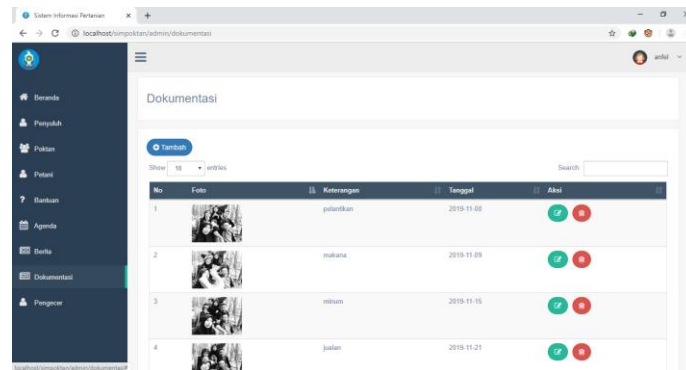 Sistem Informasi Pertanian
localhost/simpoktan/admin/dokumentasi
ardal
Beranda
Dokumentasi
Penyuluh
Tambah
Poktan
Show 10 entries Search:
Petani
No Foto Keterangan Tanggal Aksi
Bantuan
1 pelantikan 2019-11-08
Agenda
Berita
2 makana 2019-11-09
Dokumentasi
Pengecer
3 minum 2019-11-15
4 jualan 2019-11-21
localhost/simpoktan/admin/dokumentasi#